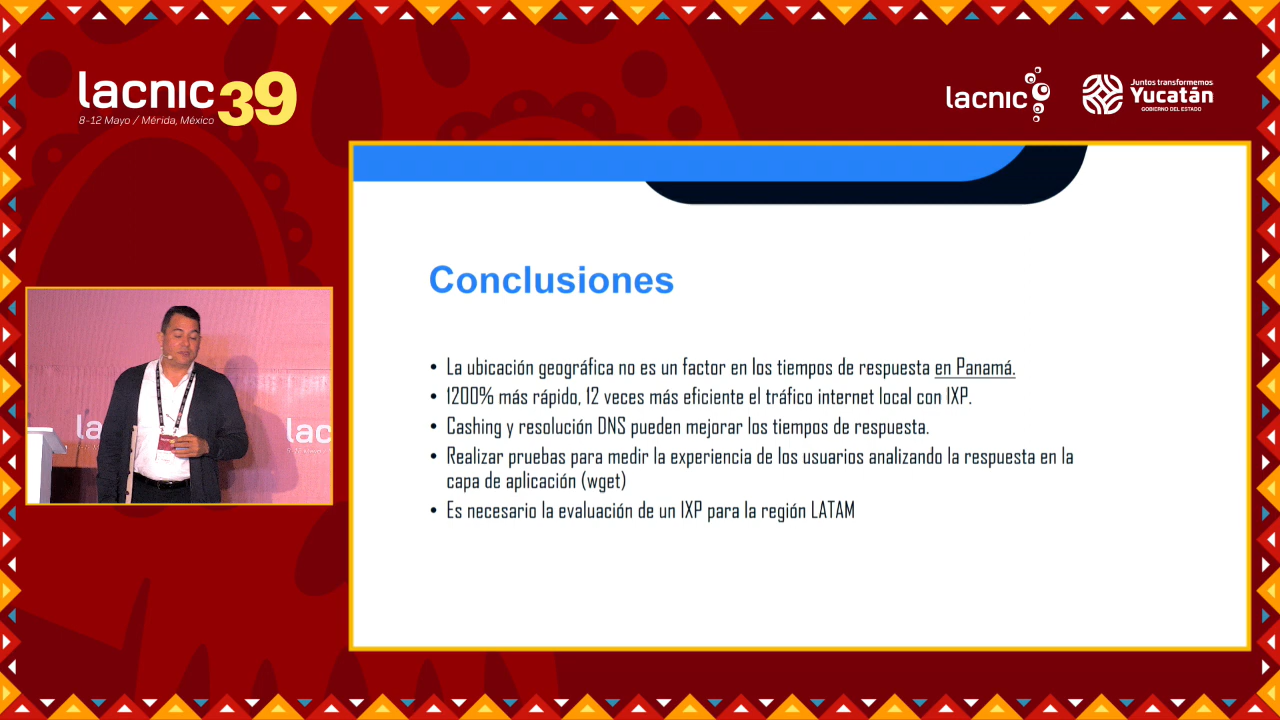 lacnic 39
8-12 Mayo / Mérida, México
lacnic
Juntos transformemos
Yucatán
GOBIERNO DEL ESTADO
Conclusiones
• La ubicación geográfica no es un factor en los tiempos de respuesta en Panamá.
• 1200% más rápido, 12 veces más eficiente el tráfico internet local con IXP.
• Cashing y resolución DNS pueden mejorar los tiempos de respuesta.
• Realizar pruebas para medir la experiencia de los usuarios analizando la respuesta en la
capa de aplicación (wget)
• Es necesario la evaluación de un IXP para la región LATAM
la
lac